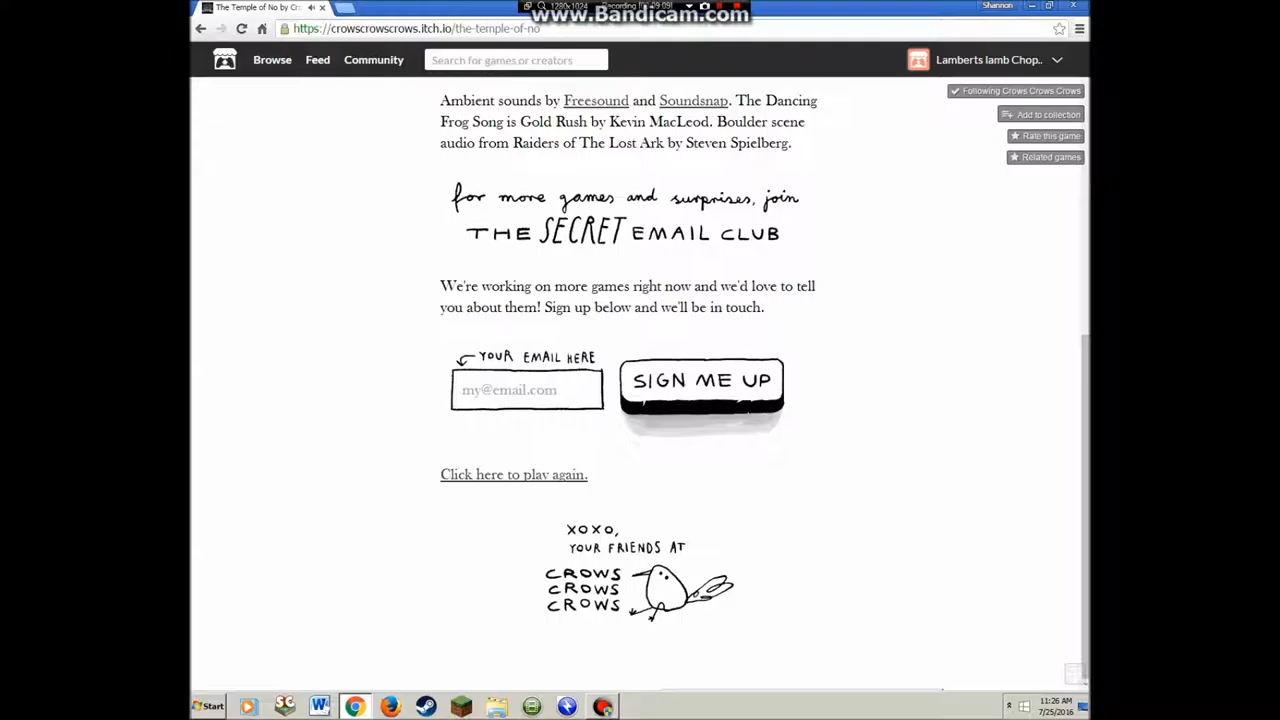 The Temple of No by Cr
1280x1024
Recording [11:09:09]
www.Bandicam.com
Shannon
https://crowscrowscrows.itch.io/the-temple-of-no
Browse
Feed
Community
Search for games or creators
Lamberts lamb Chop..
Following Crows Crows Crows
Add to collection
Rate this game
Related games
Ambient sounds by Freesound and Soundsnap. The Dancing
Frog Song is Gold Rush by Kevin MacLeod. Boulder scene
audio from Raiders of The Lost Ark by Steven Spielberg.
for more games and surprises, join
THE SECRET EMAIL CLUB
We're working on more games right now and we'd love to tell
you about them! Sign up below and we'll be in touch.
YOUR EMAIL HERE
my@email.com
SIGN ME UP
Click here to play again.
XOXO,
YOUR FRIENDS AT
CROWS
CROWS
CROWS
Start
11:26 AM
7/25/2016